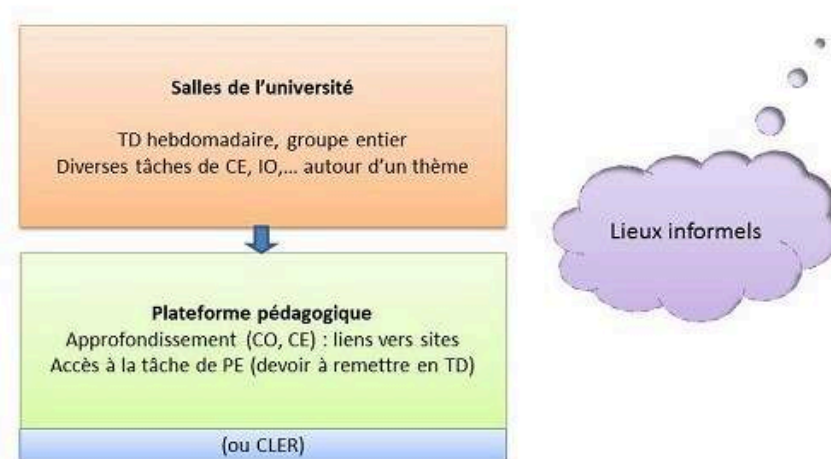 Salles de l'université
TD hebdomadaire, groupe entier
Diverses tâches de CE, IO,... autour d'un thème
Lieux informels
Plateforme pédagogique
Approfondissement (CO, CE) : liens vers sites
Accès à la tâche de PE (devoir à remettre en TD)
(ou CLER)